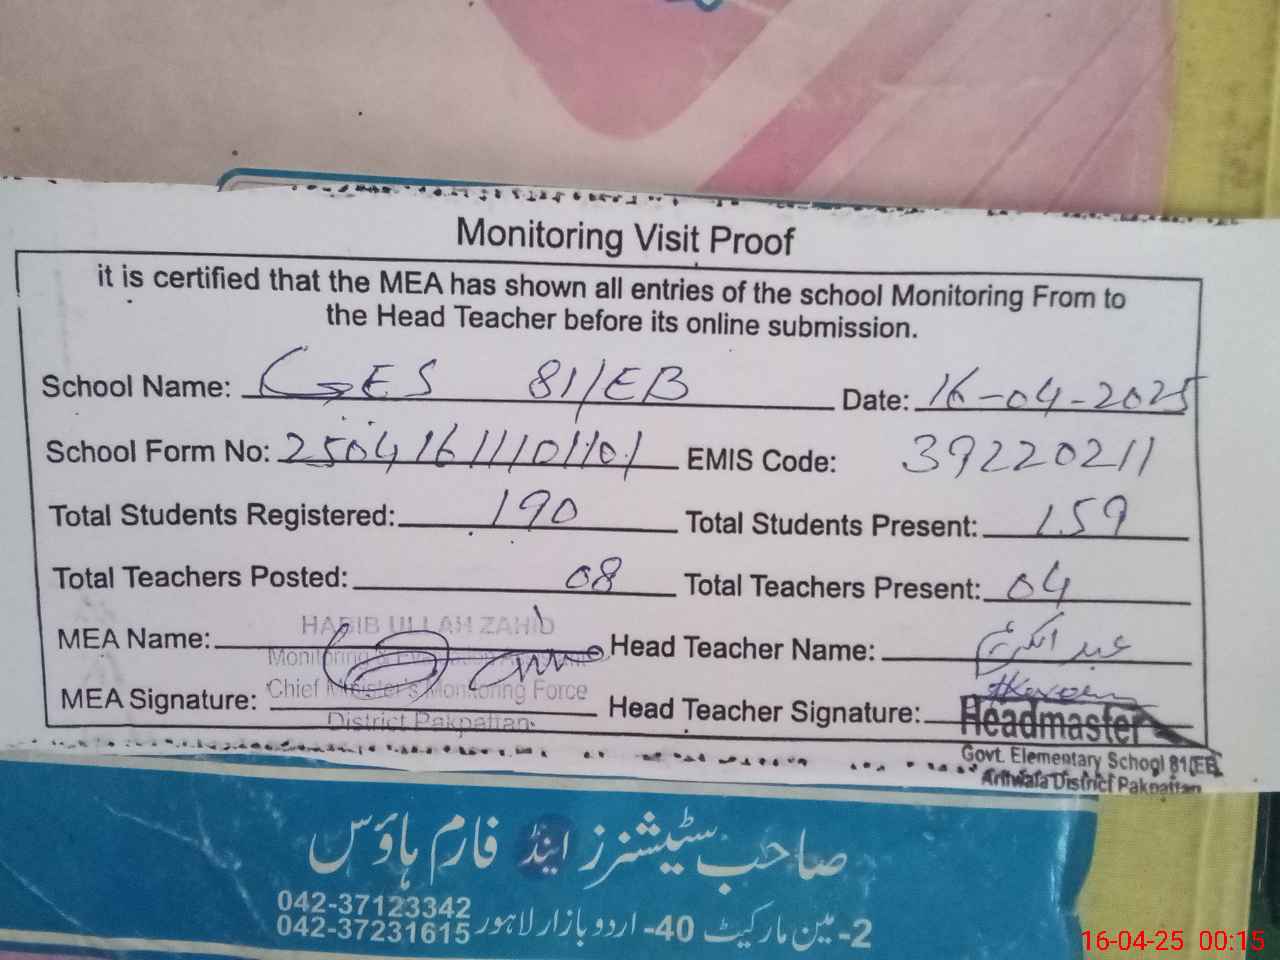 Monitoring Visit Proof
it is certified that the MEA has shown all entries of the school Monitoring From to
the Head Teacher before its online submission.
School Name: GES 81/EB Date: 16-04-2025
School Form No: EMIS Code: 39220211
Total Students Registered: 190 Total Students Present: 159
Total Teachers Posted: 08 Total Teachers Present: 04
HABIB ULLAH ZAHID
MEA Name: Head Teacher Name:
Monitoring & Evaluation Assistant
Chief Minister's Monitoring Force
MEA Signature: Head Teacher Signature:
District Pakpattan
Headmaster
Govt. Elementary School 81/EB
Arifwala District Pakpattan
صاحب سٹیشنرز اینڈ فارم ہاؤس
042-37123342
042-37231615
2-مین مارکیٹ 40-اردو بازار لاہور
16-04-25 00:15